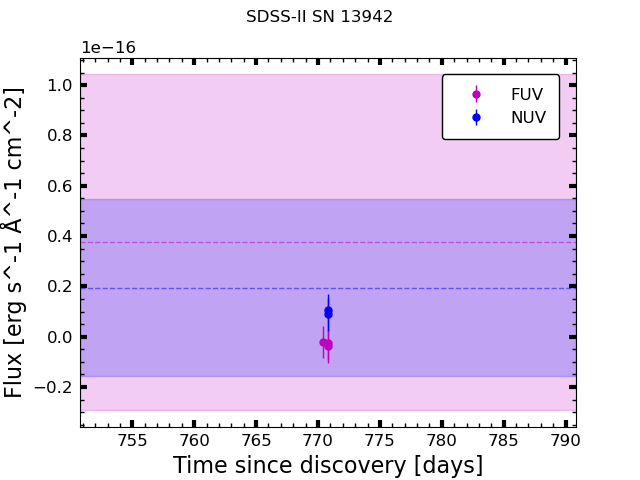 SDSS-II SN 13942
1e−16
FUV
NUV
1.0
0.8
0.6
0.4
0.2
0.0
−0.2
Flux [erg s^-1 Å^-1 cm^-2]
755 760 765 770 775 780 785 790
Time since discovery [days]